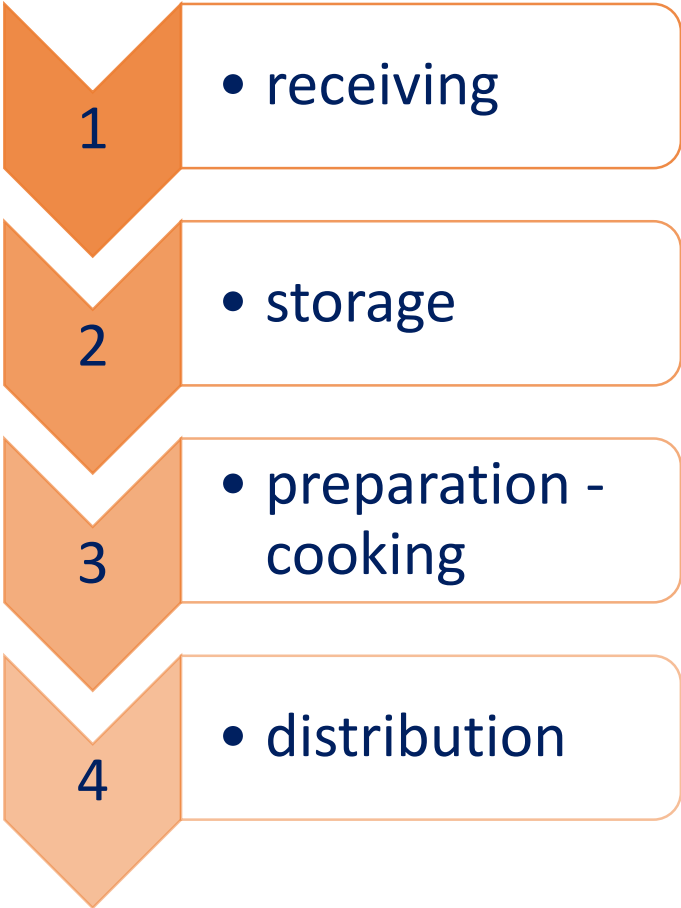 1
• receiving
2
• storage
3
• preparation -
cooking
4
• distribution